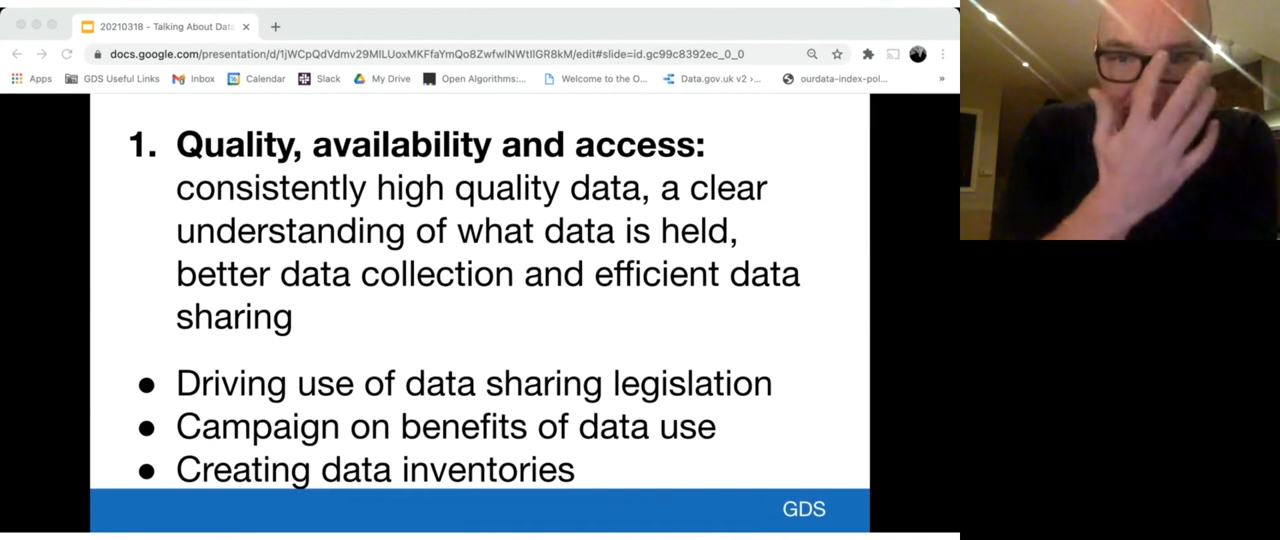 20210318 - Talking About Data
docs.google.com/presentation/d/1jWCpQdVdmv29MILUoxMKFfaYmQo8ZwfwlNWtIlGR8kM/edit#slide=id.gc99c8392ec_0_0
Apps GDS Useful Links Inbox Calendar Slack My Drive Open Algorithms:... Welcome to the O... Data.gov.uk v2 ›... ourdata-index-pol... »
1. Quality, availability and access:
consistently high quality data, a clear
understanding of what data is held,
better data collection and efficient data
sharing
● Driving use of data sharing legislation
● Campaign on benefits of data use
● Creating data inventories
GDS